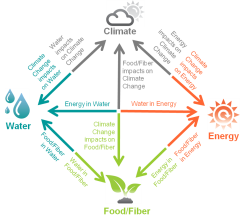 Climate
Climate
Change
impacts
on Water
Water
impacts on
Climate
Change
Food/Fiber
impacts on
Climate
Change
Energy
impacts on
Climate
Change
Climate
Change
impacts
on Energy
Energy in Water
Water in Energy
Water
Energy
Climate
Change
impacts on
Food/Fiber
Food/Fiber
in Water
Water in
Food/Fiber
Energy in
Food/Fiber
Food/Fiber
in Energy
Food/Fiber